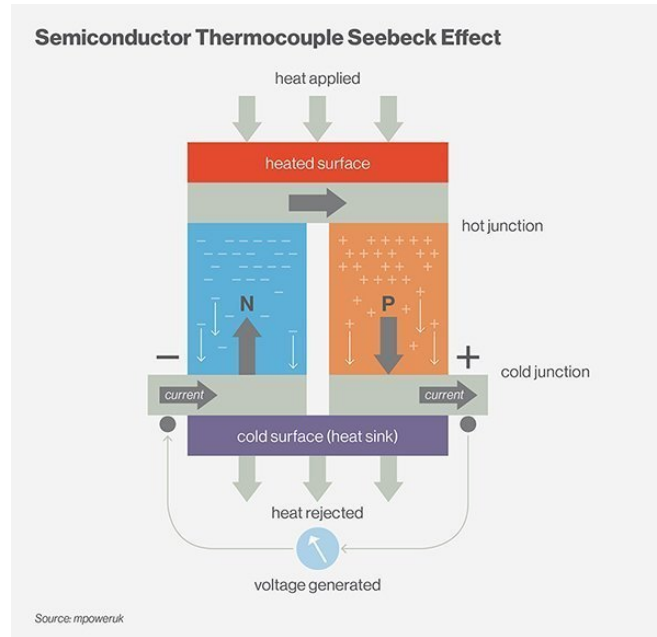 Semiconductor Thermocouple Seebeck Effect
heat applied
heated surface
hot junction
N
P
−
+
cold junction
current
current
cold surface (heat sink)
heat rejected
voltage generated
Source: mpoweruk